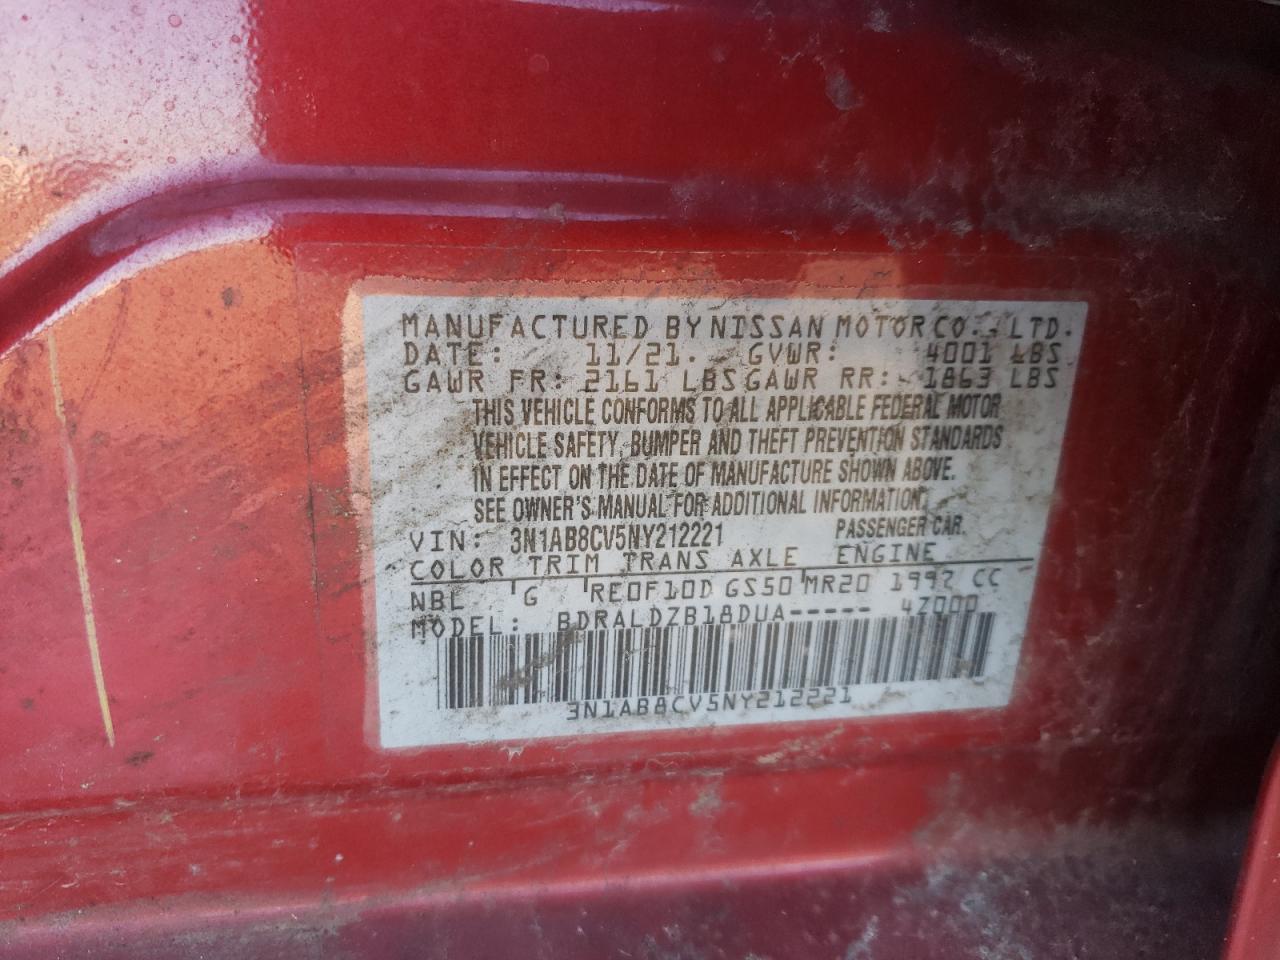 MANUFACTURED BY NISSAN MOTOR CO., LTD.
DATE: 11/21. GVWR: 4001 LBS
GAWR FR: 2161 LBS GAWR RR: 1863 LBS
THIS VEHICLE CONFORMS TO ALL APPLICABLE FEDERAL MOTOR
VEHICLE SAFETY, BUMPER AND THEFT PREVENTION STANDARDS
IN EFFECT ON THE DATE OF MANUFACTURE SHOWN ABOVE.
SEE OWNER'S MANUAL FOR ADDITIONAL INFORMATION.
VIN: 3N1AB8CV5NY212221 PASSENGER CAR.
COLOR TRIM TRANS AXLE ENGINE
NBL G RE0F10D GS50 MR20 1997 CC
MODEL: BDRALDZB18DUA----- 4Z000
3N1AB8CV5NY212221